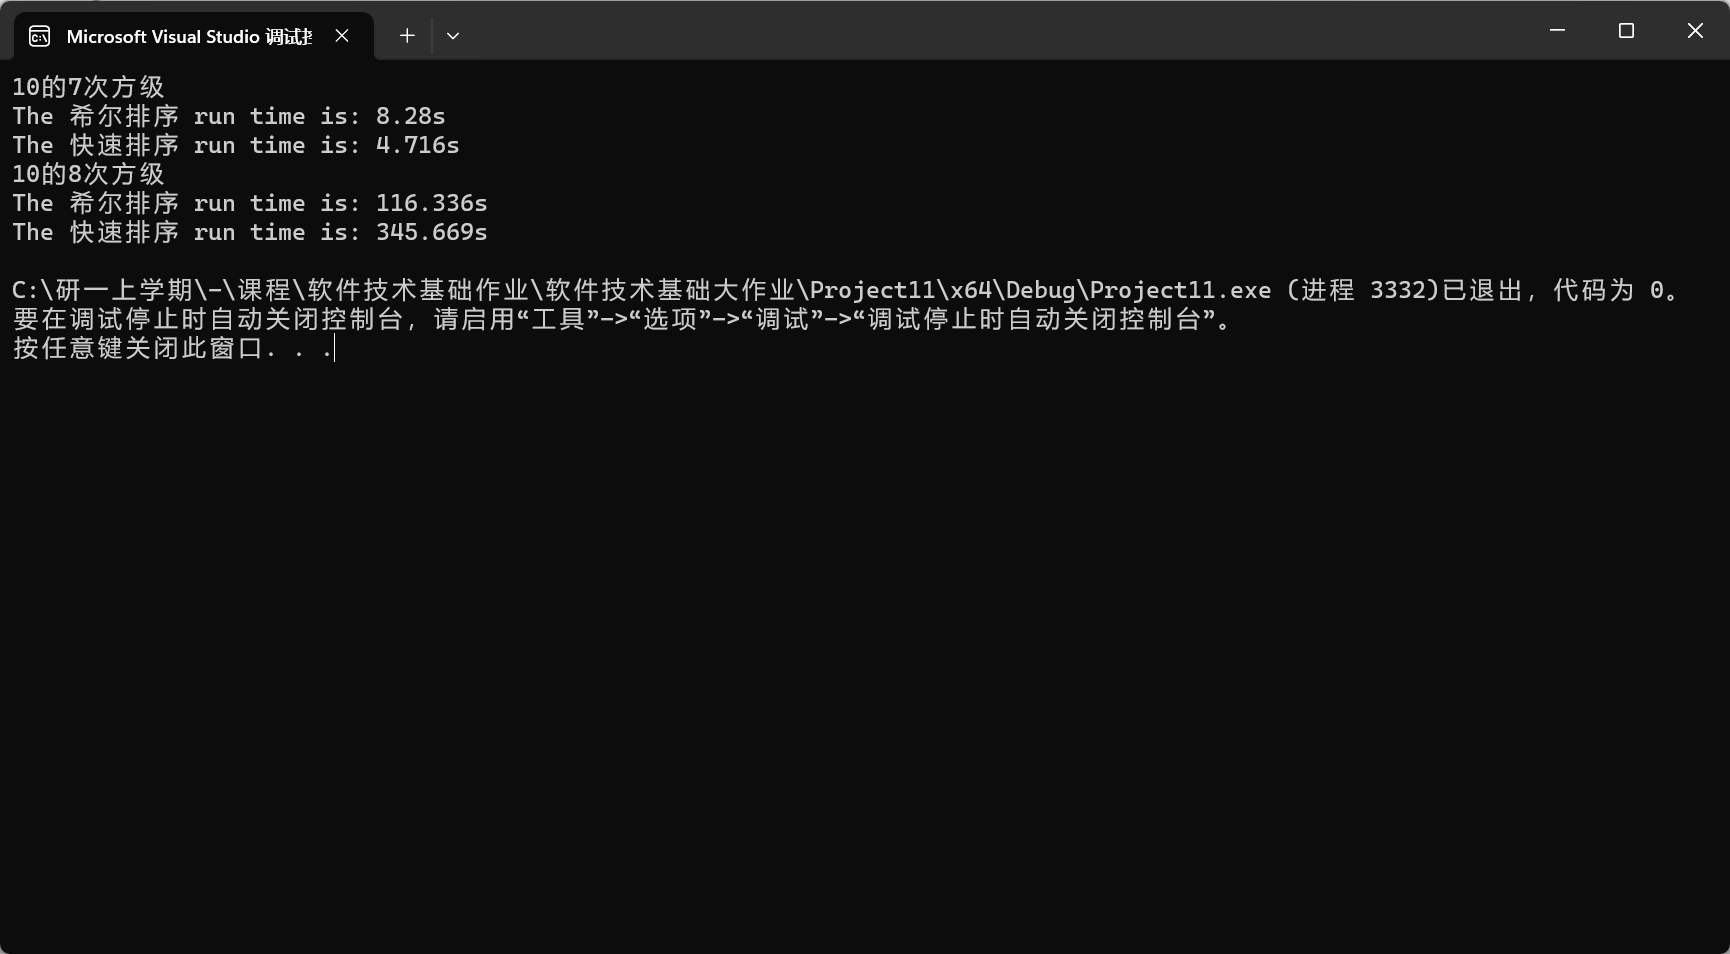 Microsoft Visual Studio 调试
10的7次方级
The 希尔排序 run time is: 8.28s
The 快速排序 run time is: 4.716s
10的8次方级
The 希尔排序 run time is: 116.336s
The 快速排序 run time is: 345.669s
C:\研一上学期\-\课程\软件技术基础作业\软件技术基础大作业\Project11\x64\Debug\Project11.exe (进程 3332)已退出，代码为 0。
要在调试停止时自动关闭控制台，请启用“工具”->“选项”->“调试”->“调试停止时自动关闭控制台”。
按任意键关闭此窗口. . .